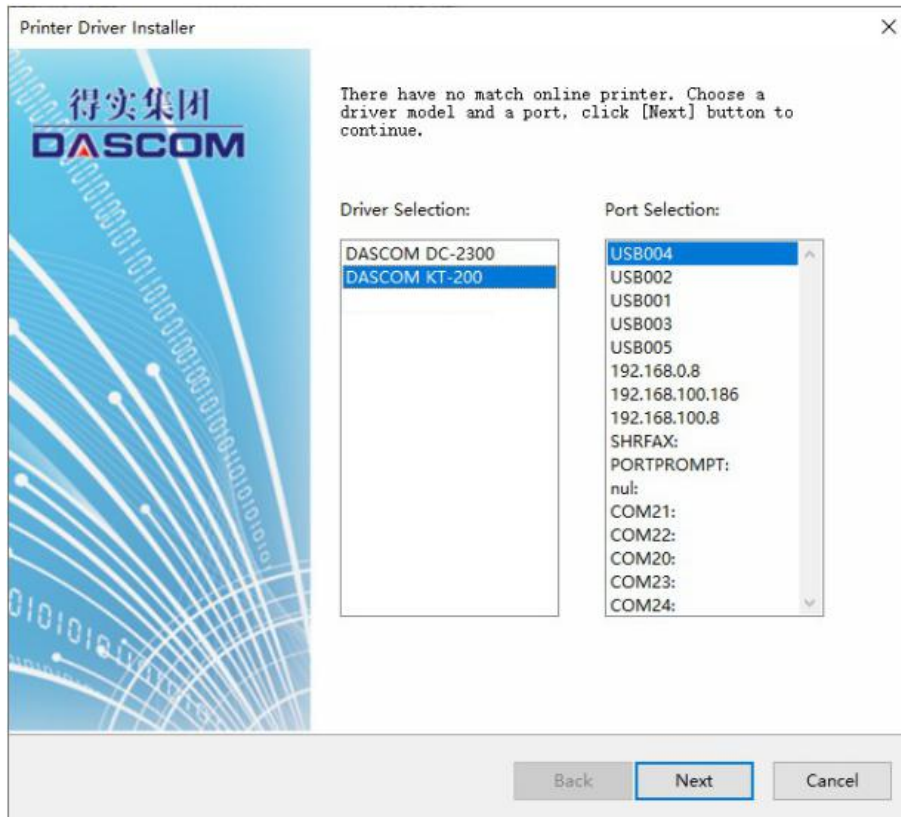 Printer Driver Installer
得实集团
DASCOM
There have no match online printer. Choose a
driver model and a port, click [Next] button to
continue.
Driver Selection:
Port Selection:
DASCOM DC-2300
DASCOM KT-200
USB004
USB002
USB001
USB003
USB005
192.168.0.8
192.168.100.186
192.168.100.8
SHRFAX:
PORTPROMPT:
nul:
COM21:
COM22:
COM20:
COM23:
COM24:
Back
Next
Cancel